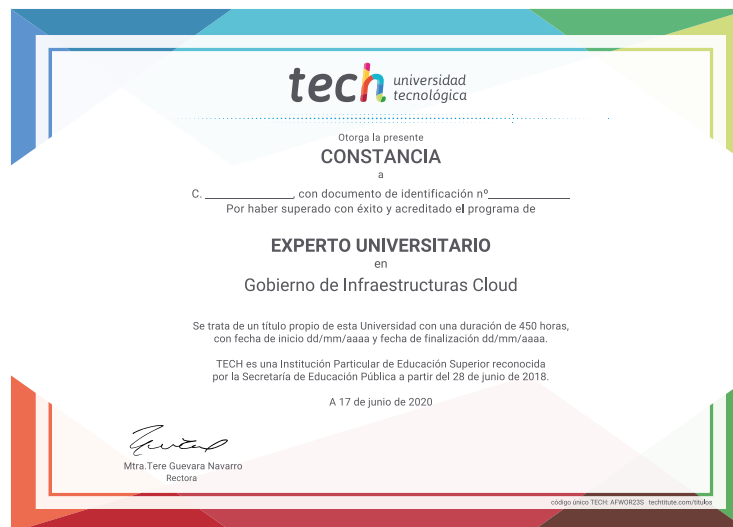 tech universidad
tecnológica
Otorga la presente
CONSTANCIA
a
C. ______________, con documento de identificación nº_____________
Por haber superado con éxito y acreditado el programa de
EXPERTO UNIVERSITARIO
en
Gobierno de Infraestructuras Cloud
Se trata de un título propio de esta Universidad con una duración de 450 horas,
con fecha de inicio dd/mm/aaaa y fecha de finalización dd/mm/aaaa.
TECH es una Institución Particular de Educación Superior reconocida
por la Secretaría de Educación Pública a partir del 28 de junio de 2018.
A 17 de junio de 2020
Mtra.Tere Guevara Navarro
Rectora
código único TECH: AFWOR23S techtitute.com/titulos